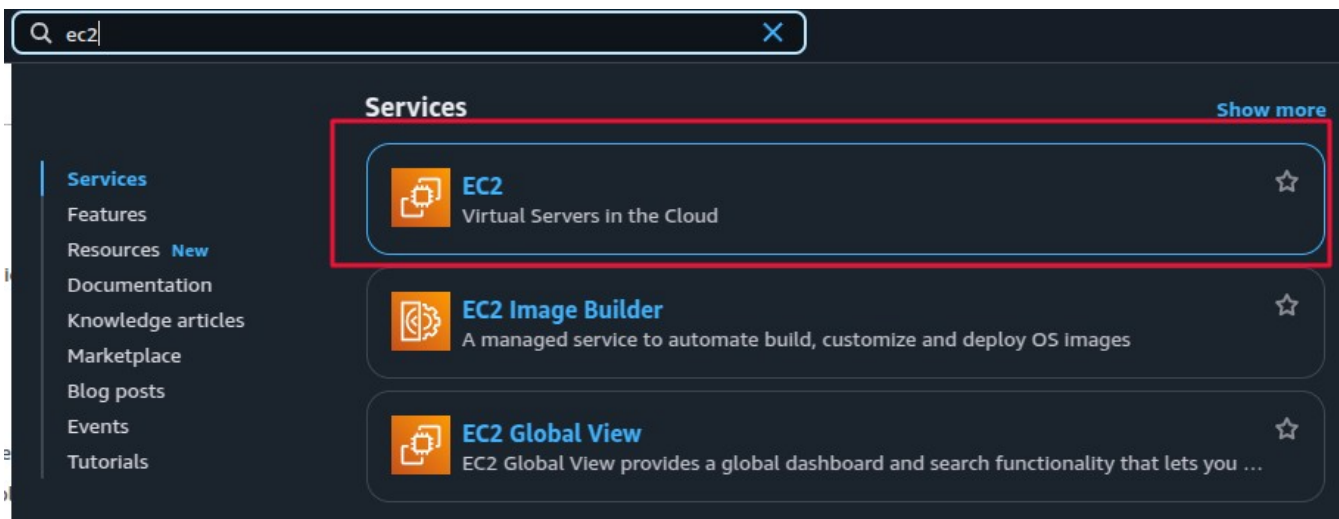 ec2
Services
Show more
Services
Features
Resources New
Documentation
Knowledge articles
Marketplace
Blog posts
Events
Tutorials
EC2
Virtual Servers in the Cloud
EC2 Image Builder
A managed service to automate build, customize and deploy OS images
EC2 Global View
EC2 Global View provides a global dashboard and search functionality that lets you ...